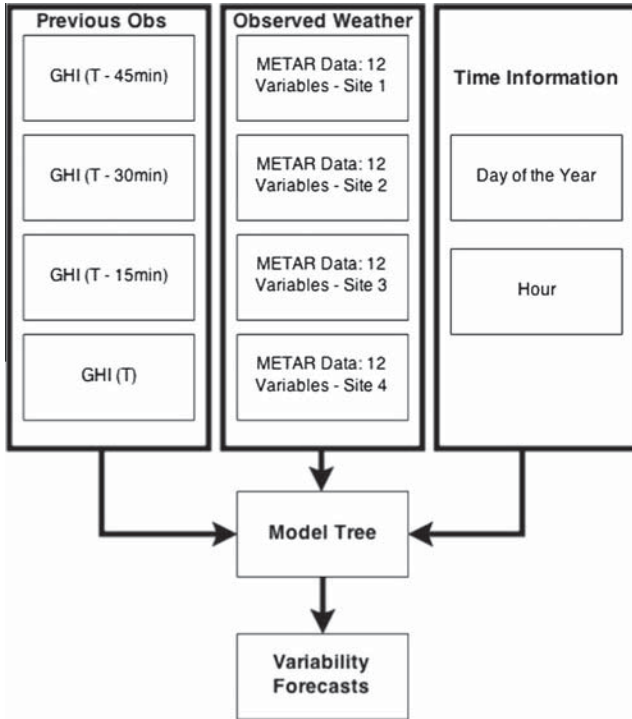 Previous Obs
GHI (T - 45min)
GHI (T - 30min)
GHI (T - 15min)
GHI (T)
Observed Weather
METAR Data: 12
Variables - Site 1
METAR Data: 12
Variables - Site 2
METAR Data: 12
Variables - Site 3
METAR Data: 12
Variables - Site 4
Time Information
Day of the Year
Hour
Model Tree
Variability
Forecasts